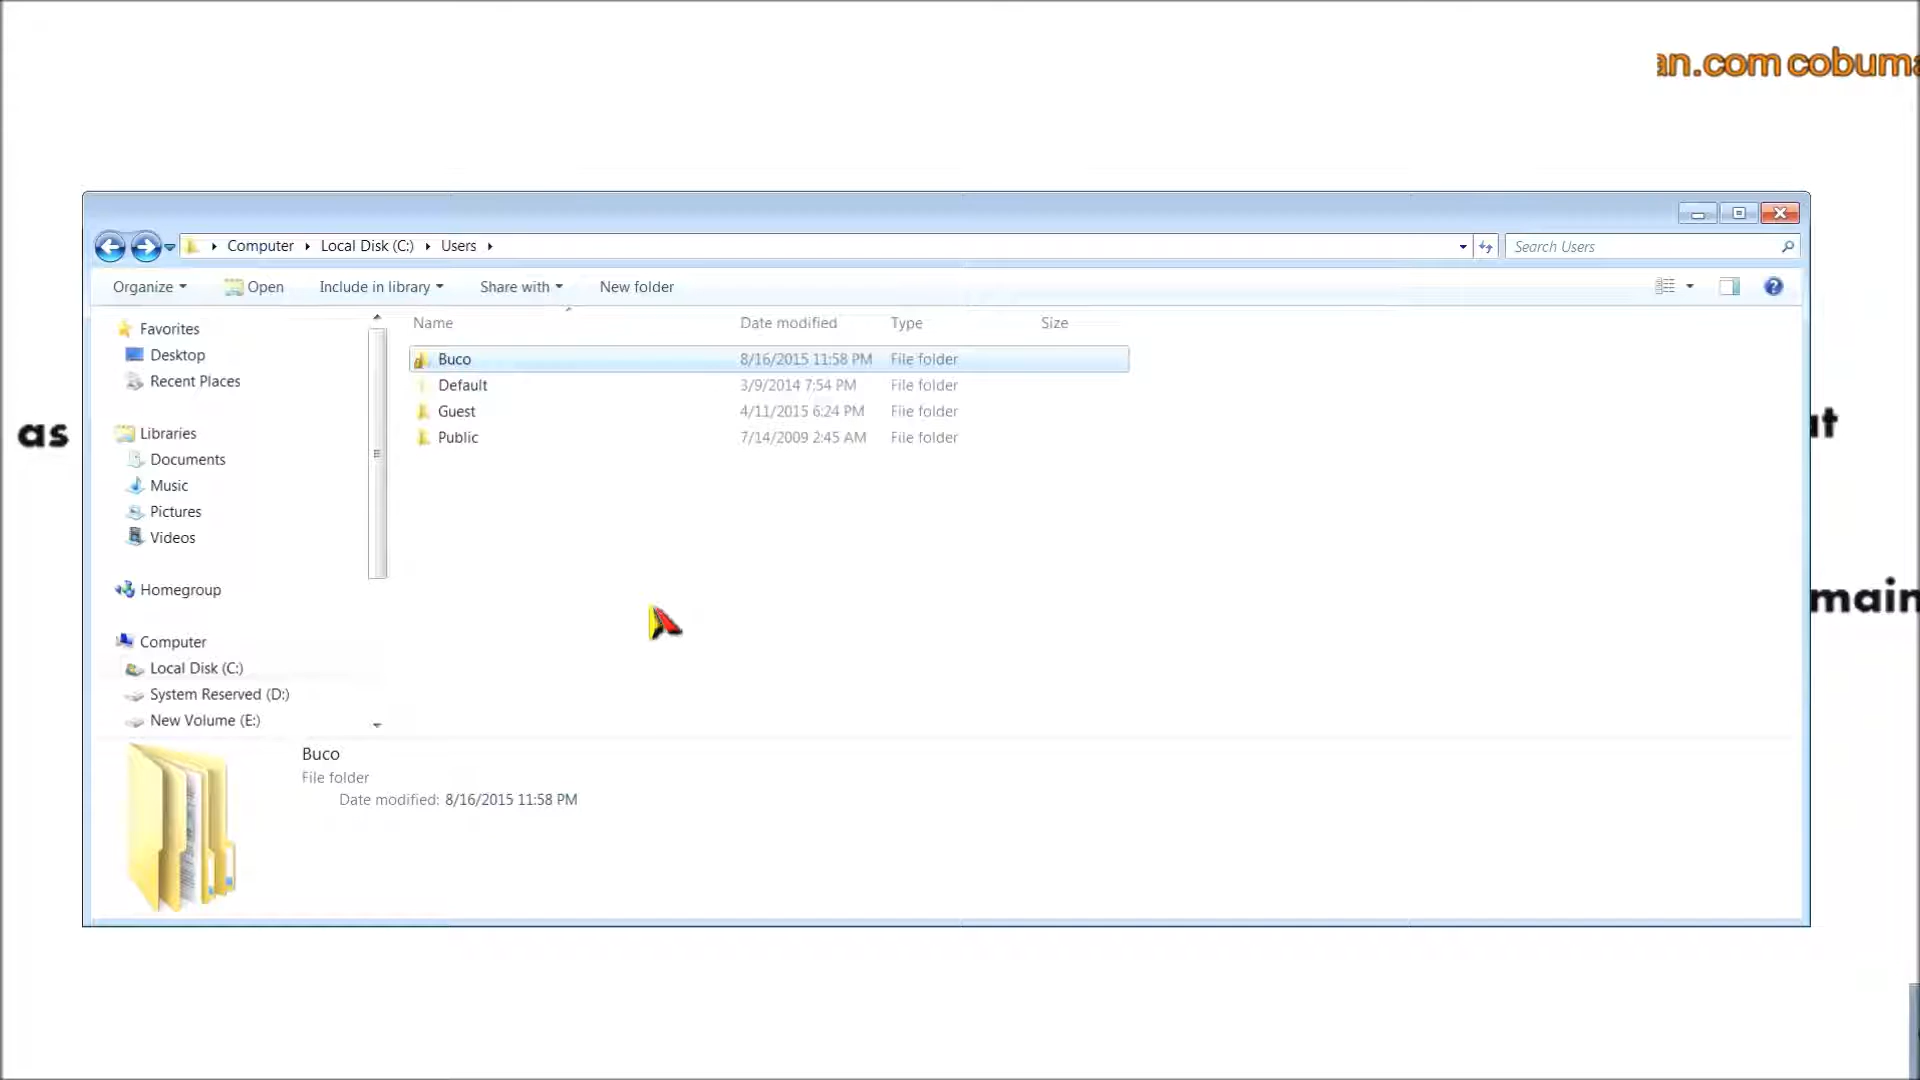 an.com cobuma
Computer Local Disk (C:) Users
Search Users
Organize Open Include in library Share with New folder
Name Date modified Type Size
Buco 8/16/2015 11:58 PM File folder
Default 3/9/2014 7:54 PM File folder
Guest 4/11/2015 6:24 PM File folder
Public 7/14/2009 2:45 AM File folder
Favorites
Desktop
Recent Places
Libraries
Documents
Music
Pictures
Videos
Homegroup
Computer
Local Disk (C:)
System Reserved (D:)
New Volume (E:)
as
main
Buco
File folder
Date modified: 8/16/2015 11:58 PM